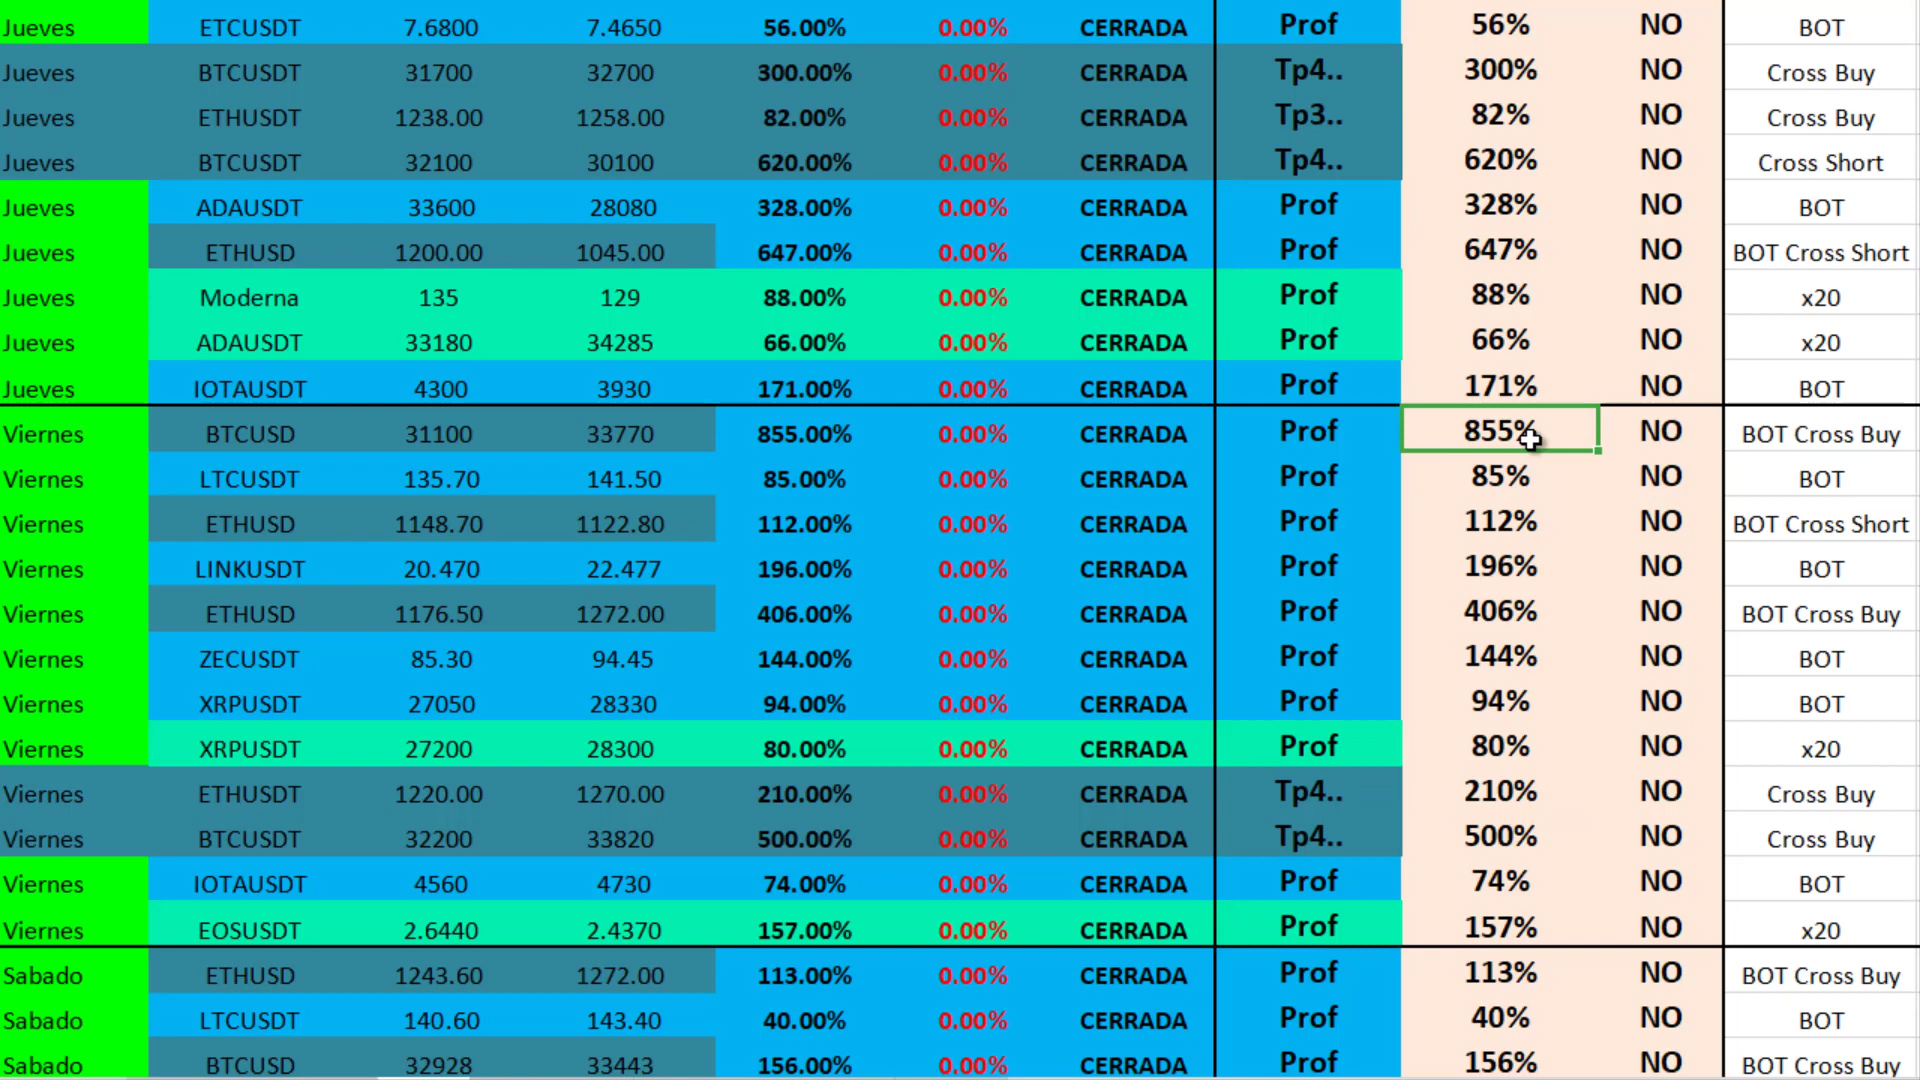 Jueves ETCUSDT 7.6800 7.4650 56.00% 0.00% CERRADA Prof 56% NO BOT
Jueves BTCUSDT 31700 32700 300.00% 0.00% CERRADA Tp4.. 300% NO Cross Buy
Jueves ETHUSDT 1238.00 1258.00 82.00% 0.00% CERRADA Tp3.. 82% NO Cross Buy
Jueves BTCUSDT 32100 30100 620.00% 0.00% CERRADA Tp4.. 620% NO Cross Short
Jueves ADAUSDT 33600 28080 328.00% 0.00% CERRADA Prof 328% NO BOT
Jueves ETHUSD 1200.00 1045.00 647.00% 0.00% CERRADA Prof 647% NO BOT Cross Short
Jueves Moderna 135 129 88.00% 0.00% CERRADA Prof 88% NO x20
Jueves ADAUSDT 33180 34285 66.00% 0.00% CERRADA Prof 66% NO x20
Jueves IOTAUSDT 4300 3930 171.00% 0.00% CERRADA Prof 171% NO BOT
Viernes BTCUSD 31100 33770 855.00% 0.00% CERRADA Prof 855% NO BOT Cross Buy
Viernes LTCUSDT 135.70 141.50 85.00% 0.00% CERRADA Prof 85% NO BOT
Viernes ETHUSD 1148.70 1122.80 112.00% 0.00% CERRADA Prof 112% NO BOT Cross Short
Viernes LINKUSDT 20.470 22.477 196.00% 0.00% CERRADA Prof 196% NO BOT
Viernes ETHUSD 1176.50 1272.00 406.00% 0.00% CERRADA Prof 406% NO BOT Cross Buy
Viernes ZECUSDT 85.30 94.45 144.00% 0.00% CERRADA Prof 144% NO BOT
Viernes XRPUSDT 27050 28330 94.00% 0.00% CERRADA Prof 94% NO BOT
Viernes XRPUSDT 27200 28300 80.00% 0.00% CERRADA Prof 80% NO x20
Viernes ETHUSDT 1220.00 1270.00 210.00% 0.00% CERRADA Tp4.. 210% NO Cross Buy
Viernes BTCUSDT 32200 33820 500.00% 0.00% CERRADA Tp4.. 500% NO Cross Buy
Viernes IOTAUSDT 4560 4730 74.00% 0.00% CERRADA Prof 74% NO BOT
Viernes EOSUSDT 2.6440 2.4370 157.00% 0.00% CERRADA Prof 157% NO x20
Sabado ETHUSD 1243.60 1272.00 113.00% 0.00% CERRADA Prof 113% NO BOT Cross Buy
Sabado LTCUSDT 140.60 143.40 40.00% 0.00% CERRADA Prof 40% NO BOT
Sabado BTCUSD 32928 33443 156.00% 0.00% CERRADA Prof 156% NO BOT Cross Buy